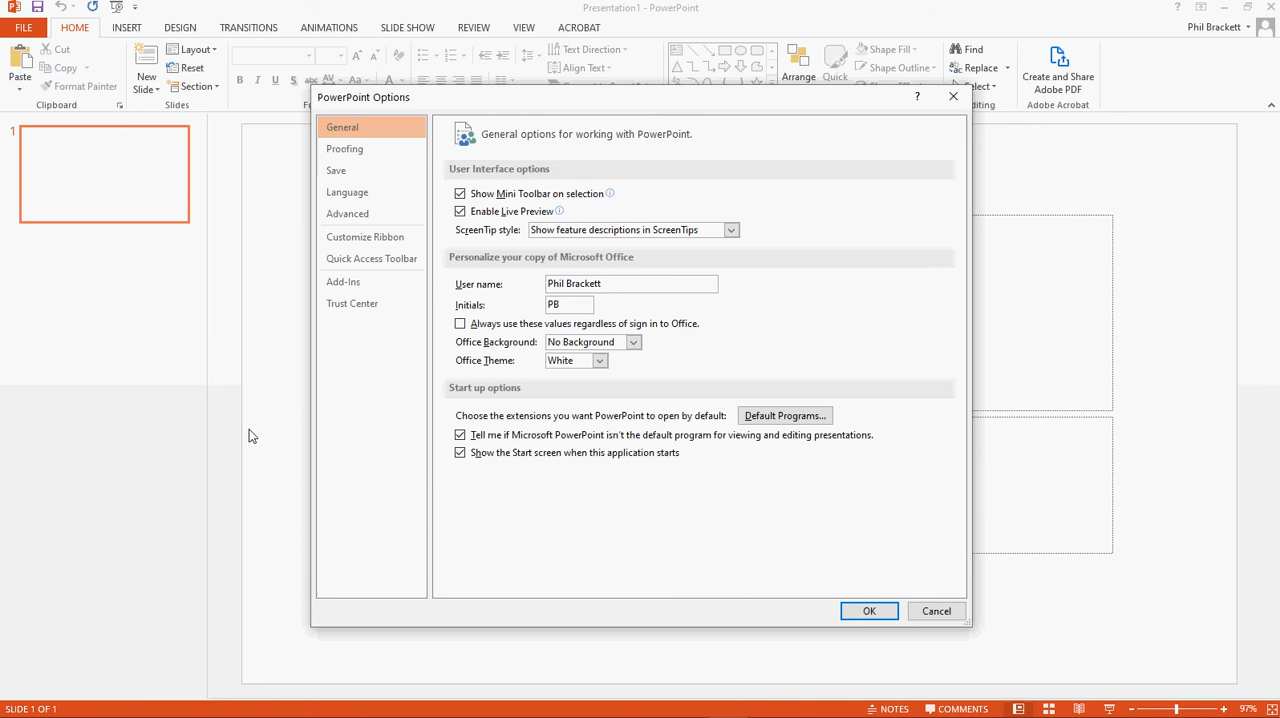 Presentation1 - PowerPoint
FILE HOME INSERT DESIGN TRANSITIONS ANIMATIONS SLIDE SHOW REVIEW VIEW ACROBAT Phil Brackett
Paste
Cut
Copy
Format Painter
Clipboard
New
Slide
Layout
Reset
Section
Slides
Text Direction
Align Text
Arrange
Quick
Shape Fill
Shape Outline
Find
Replace
Create and Share
Adobe PDF
Adobe Acrobat
1
PowerPoint Options
General
Proofing
Save
Language
Advanced
Customize Ribbon
Quick Access Toolbar
Add-Ins
Trust Center
General options for working with PowerPoint.
User Interface options
Show Mini Toolbar on selection
Enable Live Preview
ScreenTip style: Show feature descriptions in ScreenTips
Personalize your copy of Microsoft Office
User name: Phil Brackett
Initials: PB
Always use these values regardless of sign in to Office.
Office Background: No Background
Office Theme: White
Start up options
Choose the extensions you want PowerPoint to open by default: Default Programs...
Tell me if Microsoft PowerPoint isn't the default program for viewing and editing presentations.
Show the Start screen when this application starts
OK Cancel
SLIDE 1 OF 1 NOTES COMMENTS 97%